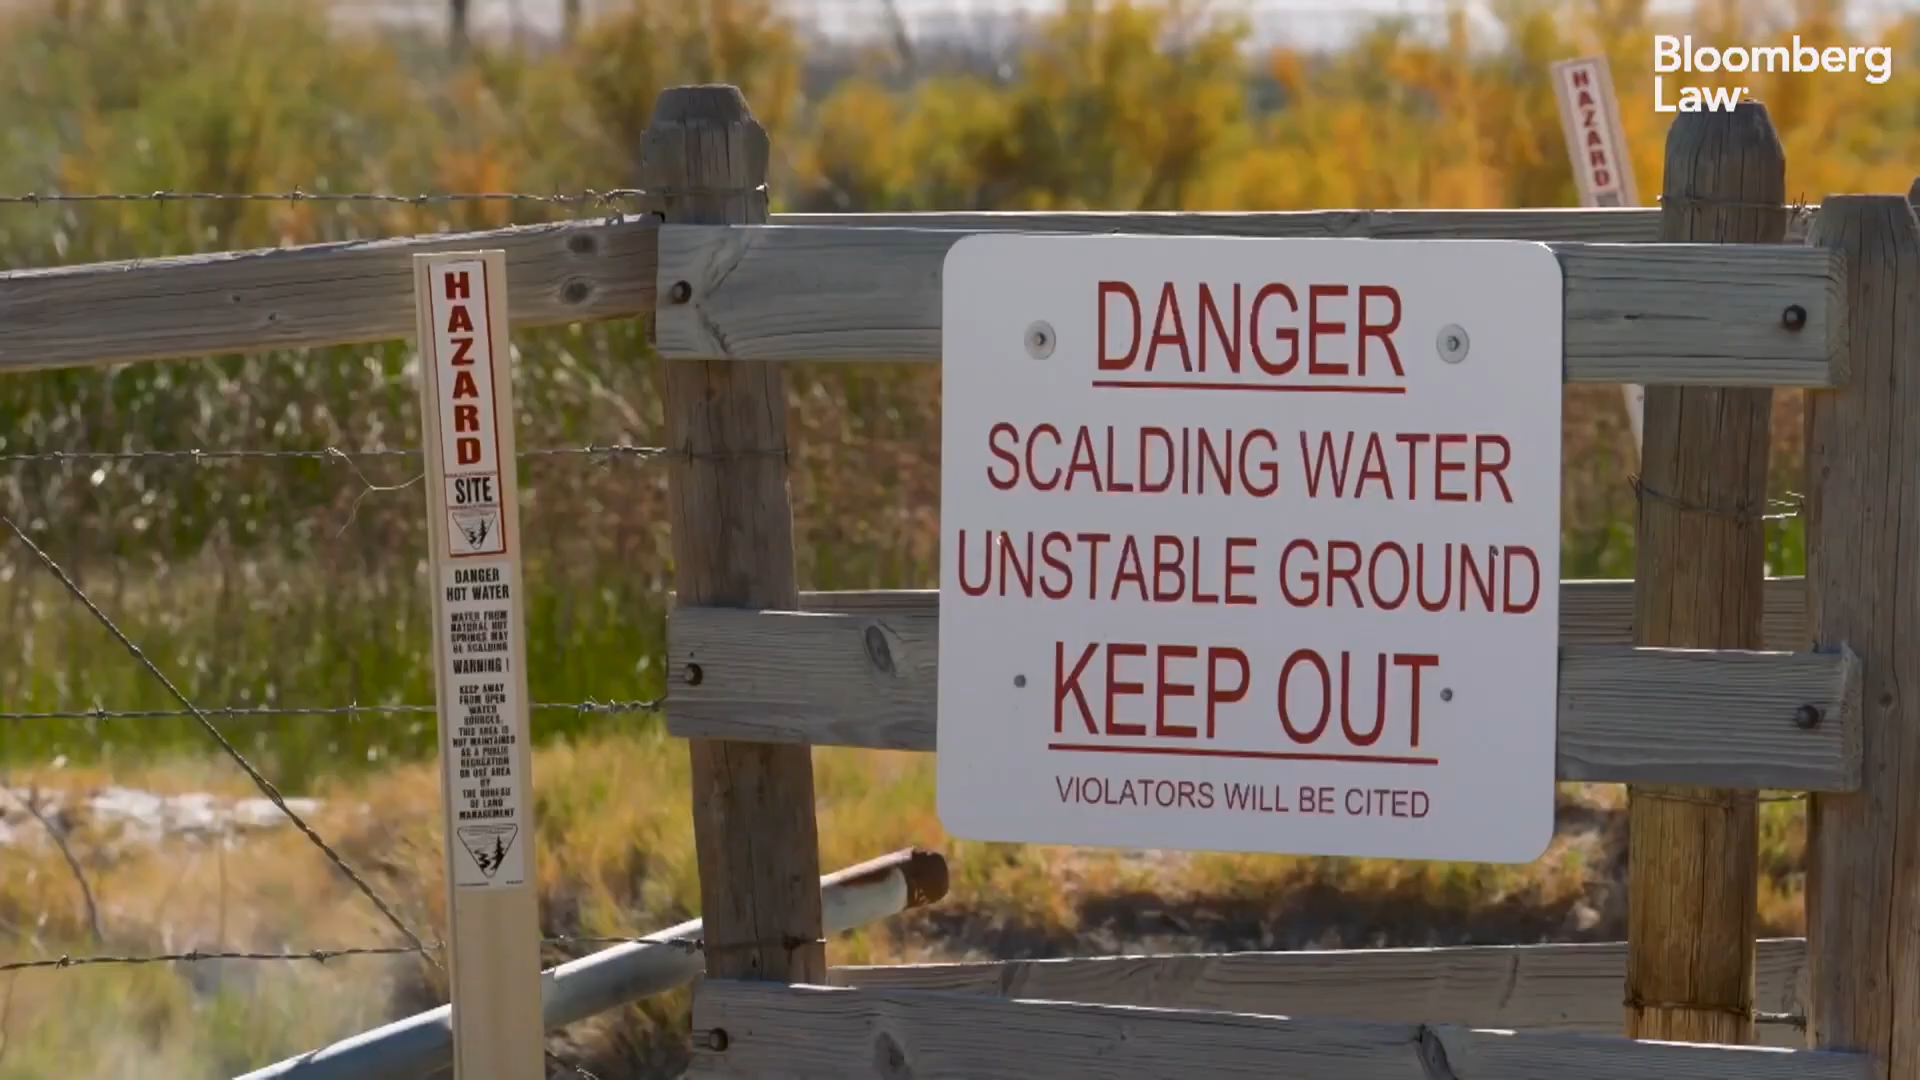 Bloomberg
Law
HAZARD
HAZARD
SITE
DANGER
HOT WATER
WATER FROM
NATURAL HOT
SPRINGS MAY
BE SCALDING
WARNING!
KEEP AWAY
FROM OPEN
WATER
SOURCES.
THIS AREA IS
NOT MAINTAINED
AS A PUBLIC
RECREATION
OR USE AREA
BY
THE BUREAU
OF LAND
MANAGEMENT
DANGER
SCALDING WATER
UNSTABLE GROUND
KEEP OUT
VIOLATORS WILL BE CITED